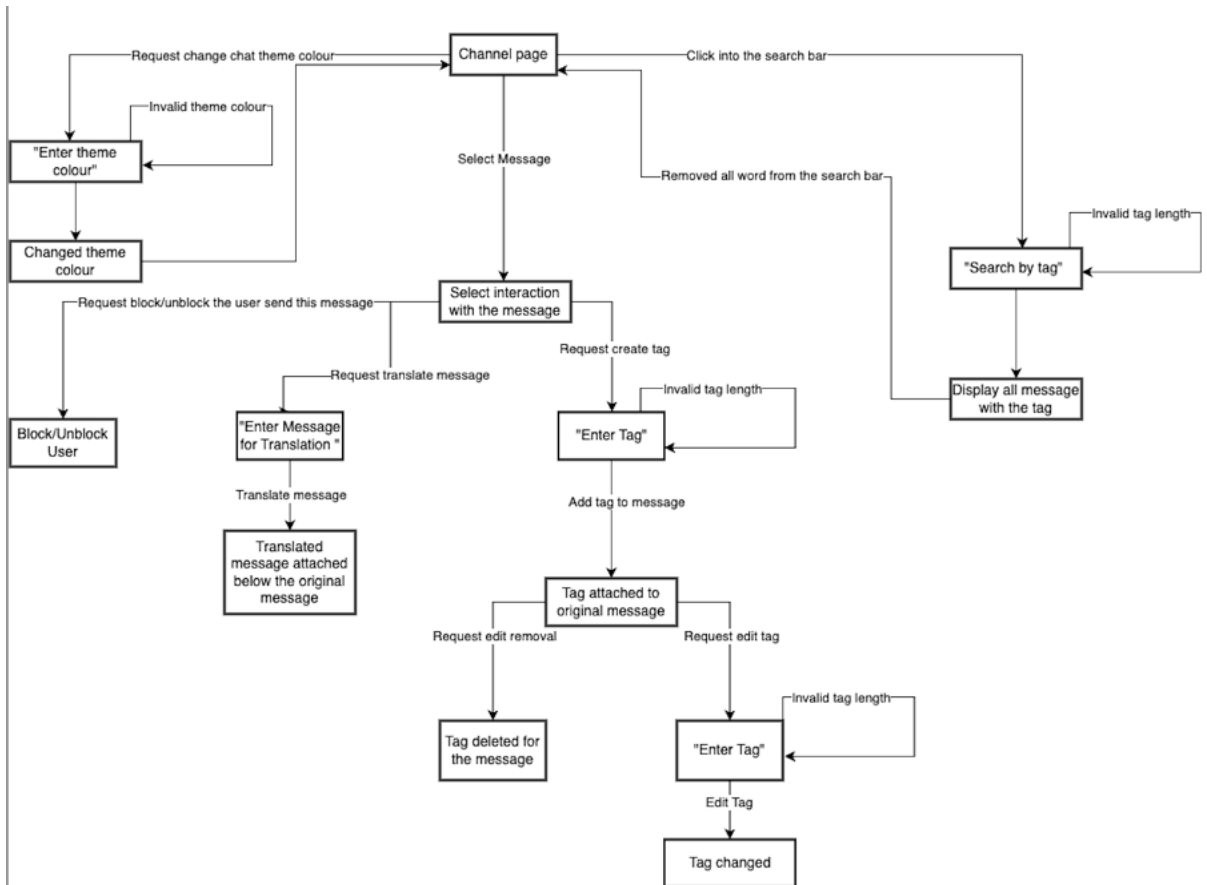 Request change chat theme colour
Channel page
Click into the search bar
Invalid theme colour
"Enter theme
colour"
Select Message
Removed all word from the search bar
Invalid tag length
Changed theme
colour
"Search by tag"
Select interaction
with the message
Request block/unblock the user send this message
Request create tag
Request translate message
Invalid tag length
Display all message
with the tag
Block/Unblock
User
"Enter Message
for Translation "
"Enter Tag"
Translate message
Add tag to message
Translated
message attached
below the original
message
Tag attached to
original message
Request edit removal
Request edit tag
Invalid tag length
Tag deleted for
the message
"Enter Tag"
Edit Tag
Tag changed